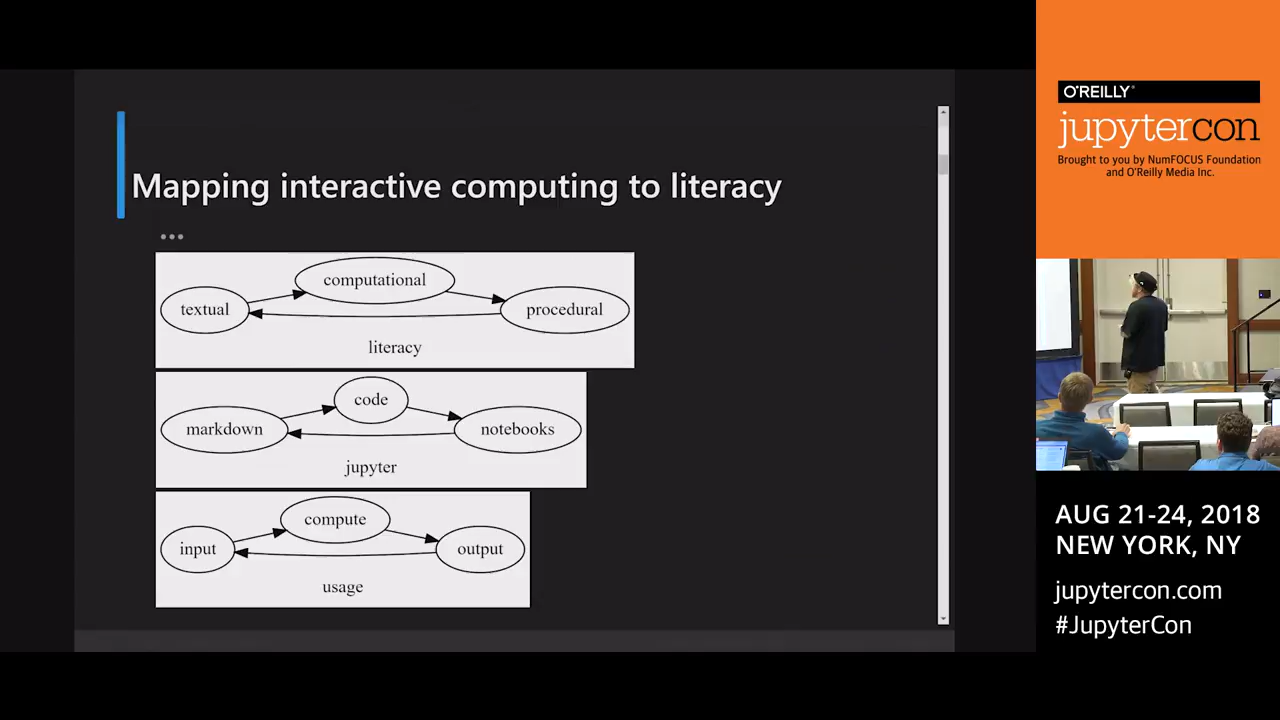 Mapping interactive computing to literacy
computational
textual
procedural
literacy
code
markdown
notebooks
jupyter
compute
input
output
usage
O'REILLY®
jupytercon
Brought to you by NumFOCUS Foundation
and O'Reilly Media Inc.
AUG 21-24, 2018
NEW YORK, NY
jupytercon.com
#JupyterCon